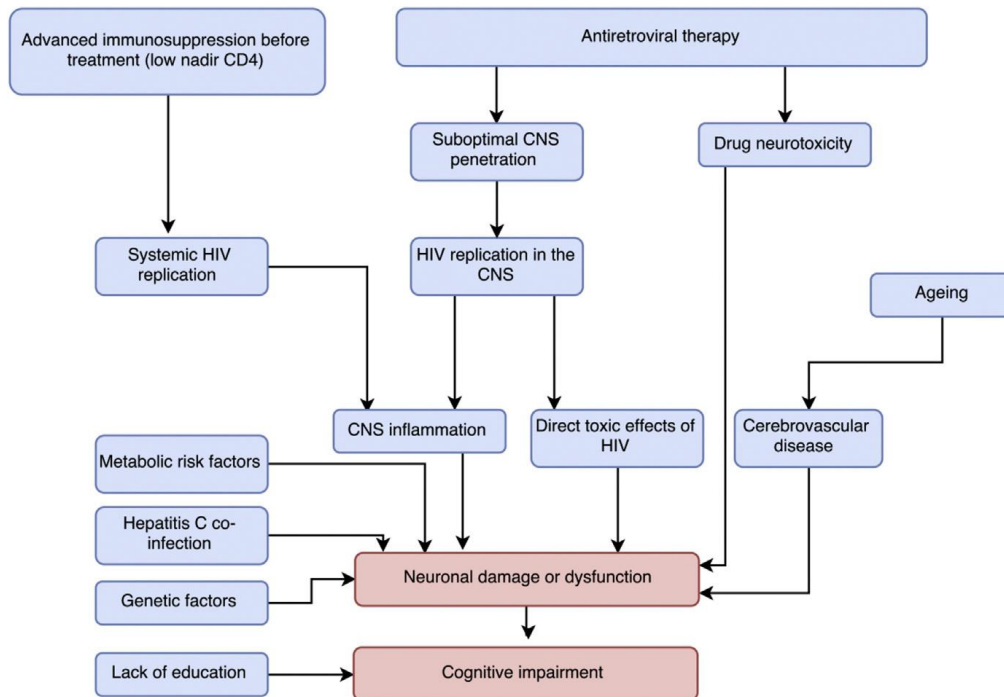 Advanced immunosuppression before
treatment (low nadir CD4)
Antiretroviral therapy
Suboptimal CNS
penetration
Drug neurotoxicity
Systemic HIV
replication
HIV replication in the
CNS
Ageing
CNS inflammation
Direct toxic effects of
HIV
Cerebrovascular
disease
Metabolic risk factors
Hepatitis C co-
infection
Neuronal damage or dysfunction
Genetic factors
Lack of education
Cognitive impairment